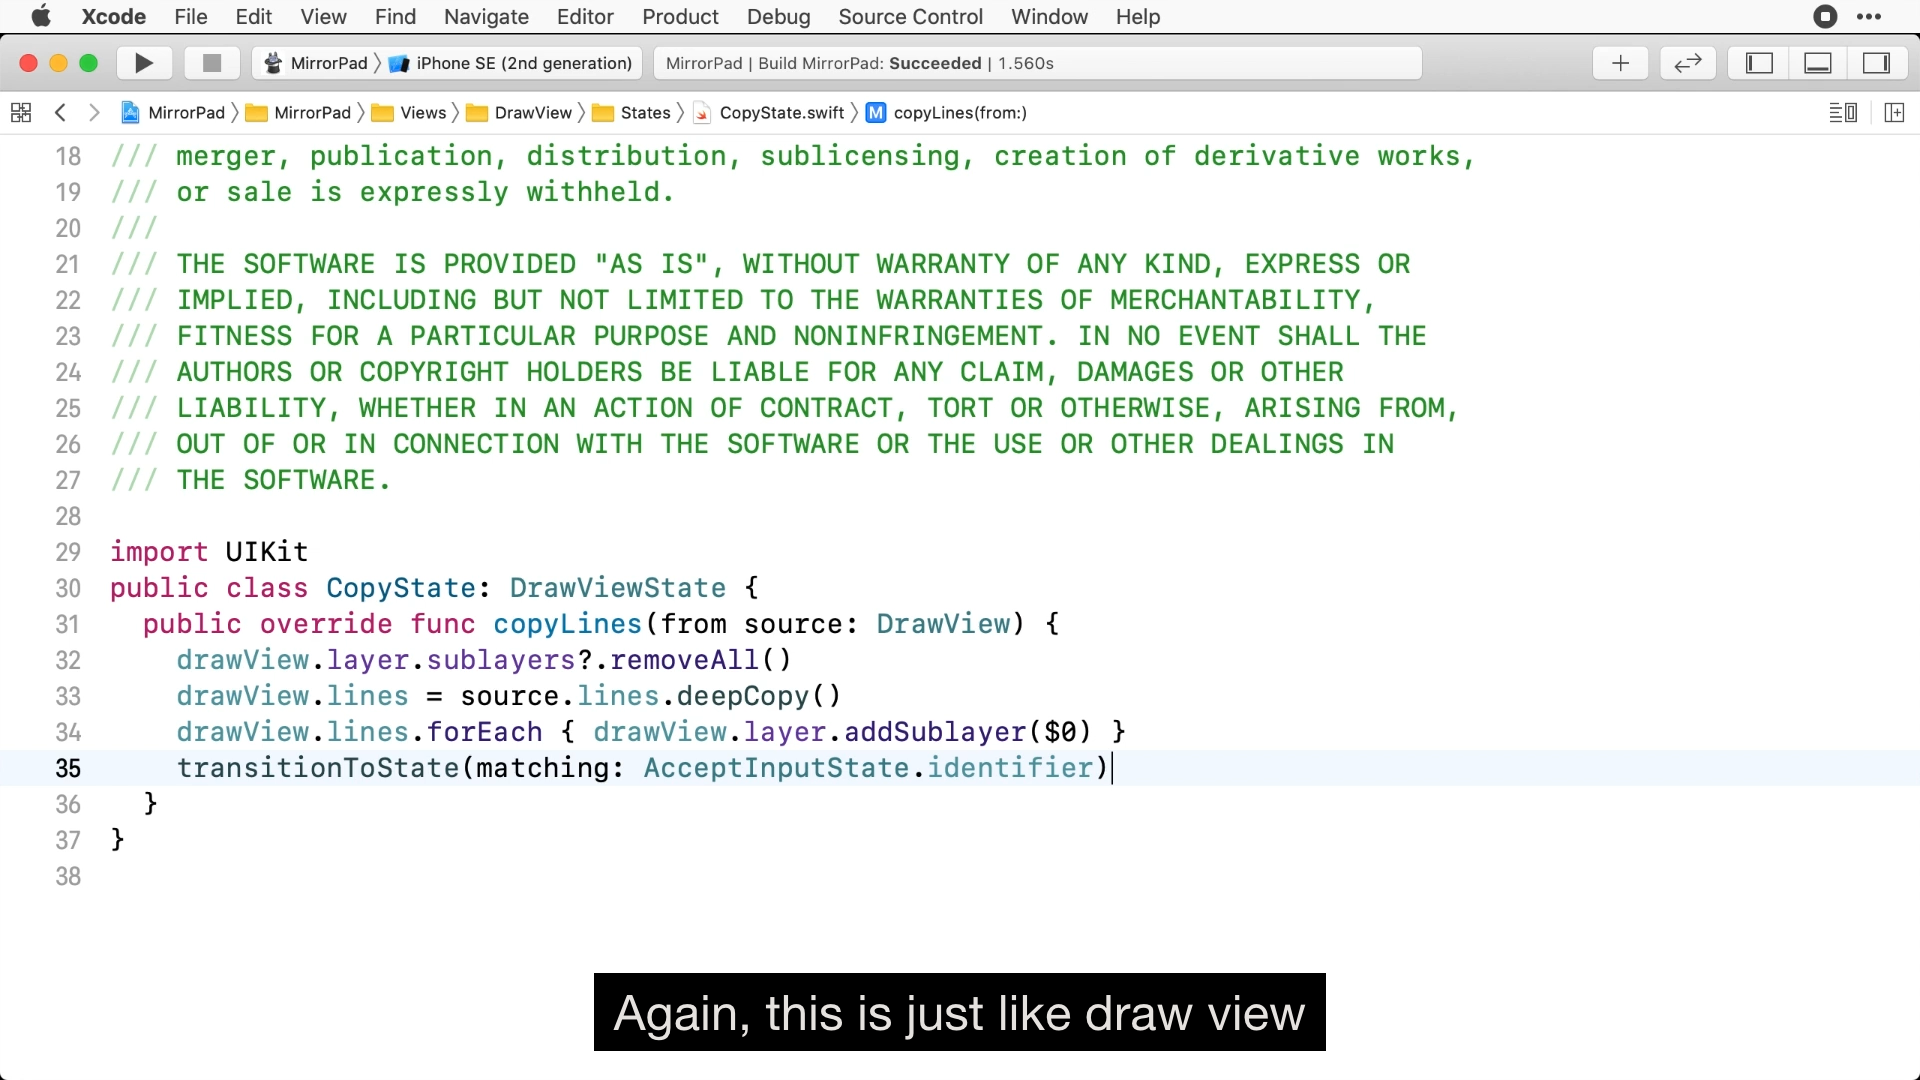 Xcode File Edit View Find Navigate Editor Product Debug Source Control Window Help
MirrorPad iPhone SE (2nd generation) MirrorPad | Build MirrorPad: Succeeded | 1.560s
MirrorPad MirrorPad Views DrawView States CopyState.swift M copyLines(from:)
18 /// merger, publication, distribution, sublicensing, creation of derivative works,
19 /// or sale is expressly withheld.
20 ///
21 /// THE SOFTWARE IS PROVIDED "AS IS", WITHOUT WARRANTY OF ANY KIND, EXPRESS OR
22 /// IMPLIED, INCLUDING BUT NOT LIMITED TO THE WARRANTIES OF MERCHANTABILITY,
23 /// FITNESS FOR A PARTICULAR PURPOSE AND NONINFRINGEMENT. IN NO EVENT SHALL THE
24 /// AUTHORS OR COPYRIGHT HOLDERS BE LIABLE FOR ANY CLAIM, DAMAGES OR OTHER
25 /// LIABILITY, WHETHER IN AN ACTION OF CONTRACT, TORT OR OTHERWISE, ARISING FROM,
26 /// OUT OF OR IN CONNECTION WITH THE SOFTWARE OR THE USE OR OTHER DEALINGS IN
27 /// THE SOFTWARE.
28
29 import UIKit
30 public class CopyState: DrawViewState {
31 public override func copyLines(from source: DrawView) {
32 drawView.layer.sublayers?.removeAll()
33 drawView.lines = source.lines.deepCopy()
34 drawView.lines.forEach { drawView.layer.addSublayer($0) }
35 transitionToState(matching: AcceptInputState.identifier)
36 }
37 }
38
Again, this is just like draw view